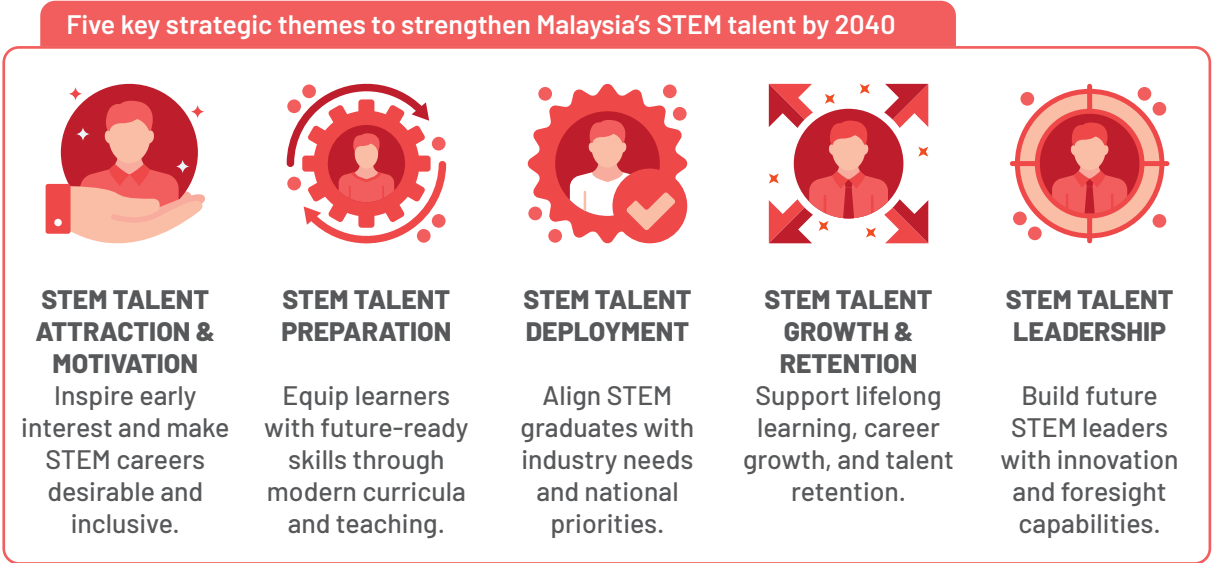 Five key strategic themes to strengthen Malaysia's STEM talent by 2040
STEM TALENT
ATTRACTION &
MOTIVATION
Inspire early
interest and make
STEM careers
desirable and
inclusive.
STEM TALENT
PREPARATION
Equip learners
with future-ready
skills through
modern curricula
and teaching.
STEM TALENT
DEPLOYMENT
Align STEM
graduates with
industry needs
and national
priorities.
STEM TALENT
GROWTH &
RETENTION
Support lifelong
learning, career
growth, and talent
retention.
STEM TALENT
LEADERSHIP
Build future
STEM leaders
with innovation
and foresight
capabilities.